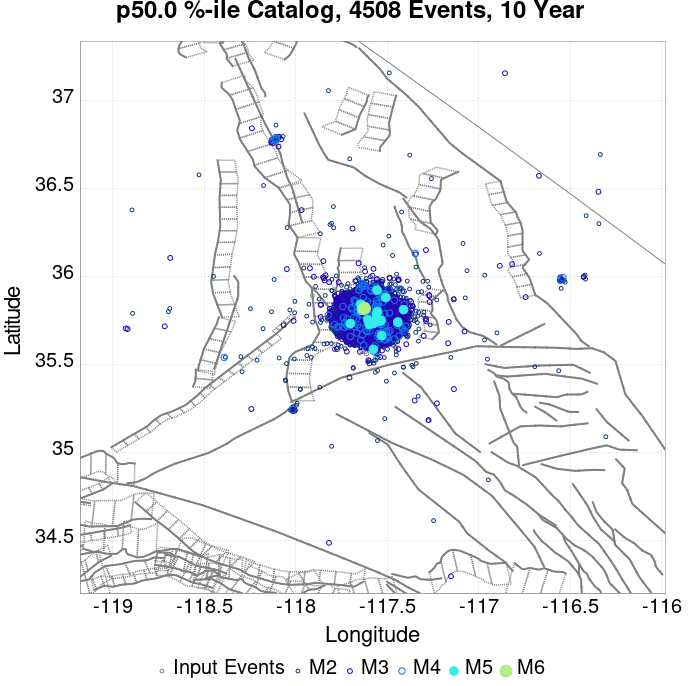 p50.0 %-ile Catalog, 4508 Events, 10 Year
37
36.5
36
35.5
35
34.5
Latitude
-119 -118.5 -118 -117.5 -117 -116.5 -116
Longitude
Input Events M2 M3 M4 M5 M6